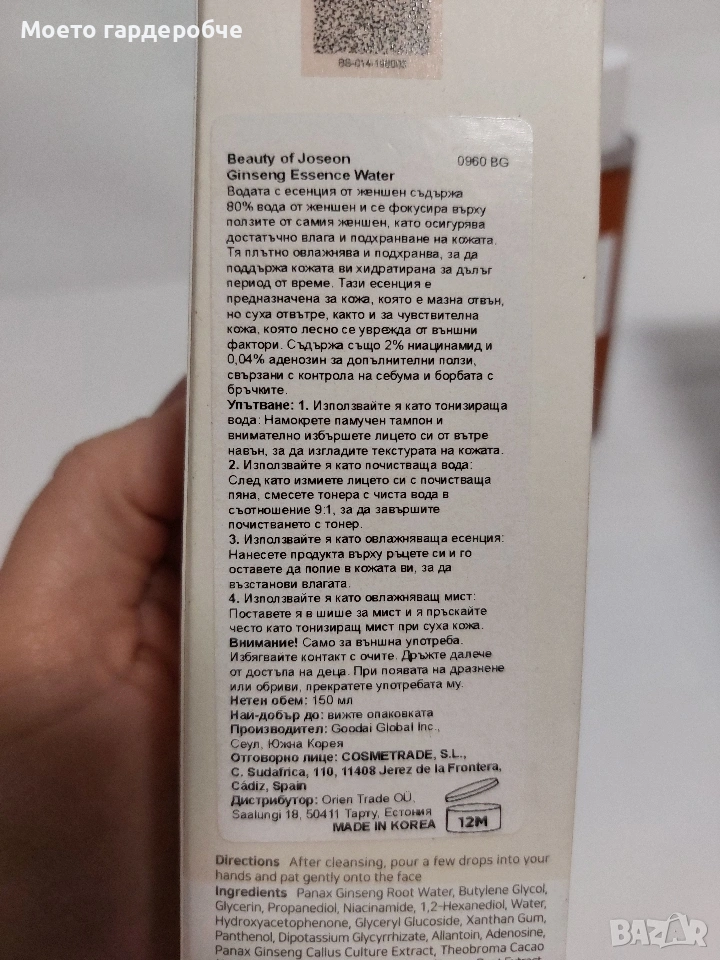 Моето гардеробче
BS-014-198003
Beauty of Joseon 0960 BG
Ginseng Essence Water
Водата с есенция от женшен съдържа
80% вода от женшен и се фокусира върху
ползите от самия женшен, като осигурява
достатъчно влага и подхранване на кожата.
Тя плътно овлажнява и подхранва, за да
поддържа кожата ви хидратирана за дълъг
период от време. Тази есенция е
предназначена за кожа, която е мазна отвън,
но суха отвътре, както и за чувствителна
кожа, която лесно се уврежда от външни
фактори. Съдържа също 2% ниацинамид и
0,04% аденозин за допълнителни ползи,
свързани с контрола на себума и борбата с
бръчките.
Упътване: 1. Използвайте я като тонизираща
вода: Намокрете памучен тампон и
внимателно избършете лицето си от вътре
навън, за да изгладите текстурата на кожата.
2. Използвайте я като почистваща вода:
След като измиете лицето си с почистваща
пяна, смесете тонера с чиста вода в
съотношение 9:1, за да завършите
почистването с тонер.
3. Използвайте я като овлажняваща есенция:
Нанесете продукта върху ръцете си и го
оставете да попие в кожата ви, за да
възстанови влагата.
4. Използвайте я като овлажняващ мист:
Поставете я в шише за мист и я пръскайте
често като тонизиращ мист при суха кожа.
Внимание! Само за външна употреба.
Избягвайте контакт с очите. Дръжте далече
от достъпа на деца. При поява на дразнене
или обриви, прекратете употребата му.
Нетен обем: 150 мл
Най-добър до: вижте опаковката
Производител: Goodai Global Inc.,
Сеул, Южна Корея
Отговорно лице: COSMETRADE, S.L.,
C. Sudafrica, 110, 11408 Jerez de la Frontera,
Cádiz, Spain
Дистрибутор: Orien Trade OÜ,
Saalungi 18, 50411 Тарту, Естония
MADE IN KOREA 12M
Directions After cleansing, pour a few drops into your
hands and pat gently onto the face
Ingredients Panax Ginseng Root Water, Butylene Glycol,
Glycerin, Propanediol, Niacinamide, 1,2-Hexanediol, Water,
Hydroxyacetophenone, Glyceryl Glucoside, Xanthan Gum,
Panthenol, Dipotassium Glycyrrhizate, Allantoin, Adenosine,
Panax Ginseng Callus Culture Extract, Theobroma Cacao
BAZAR